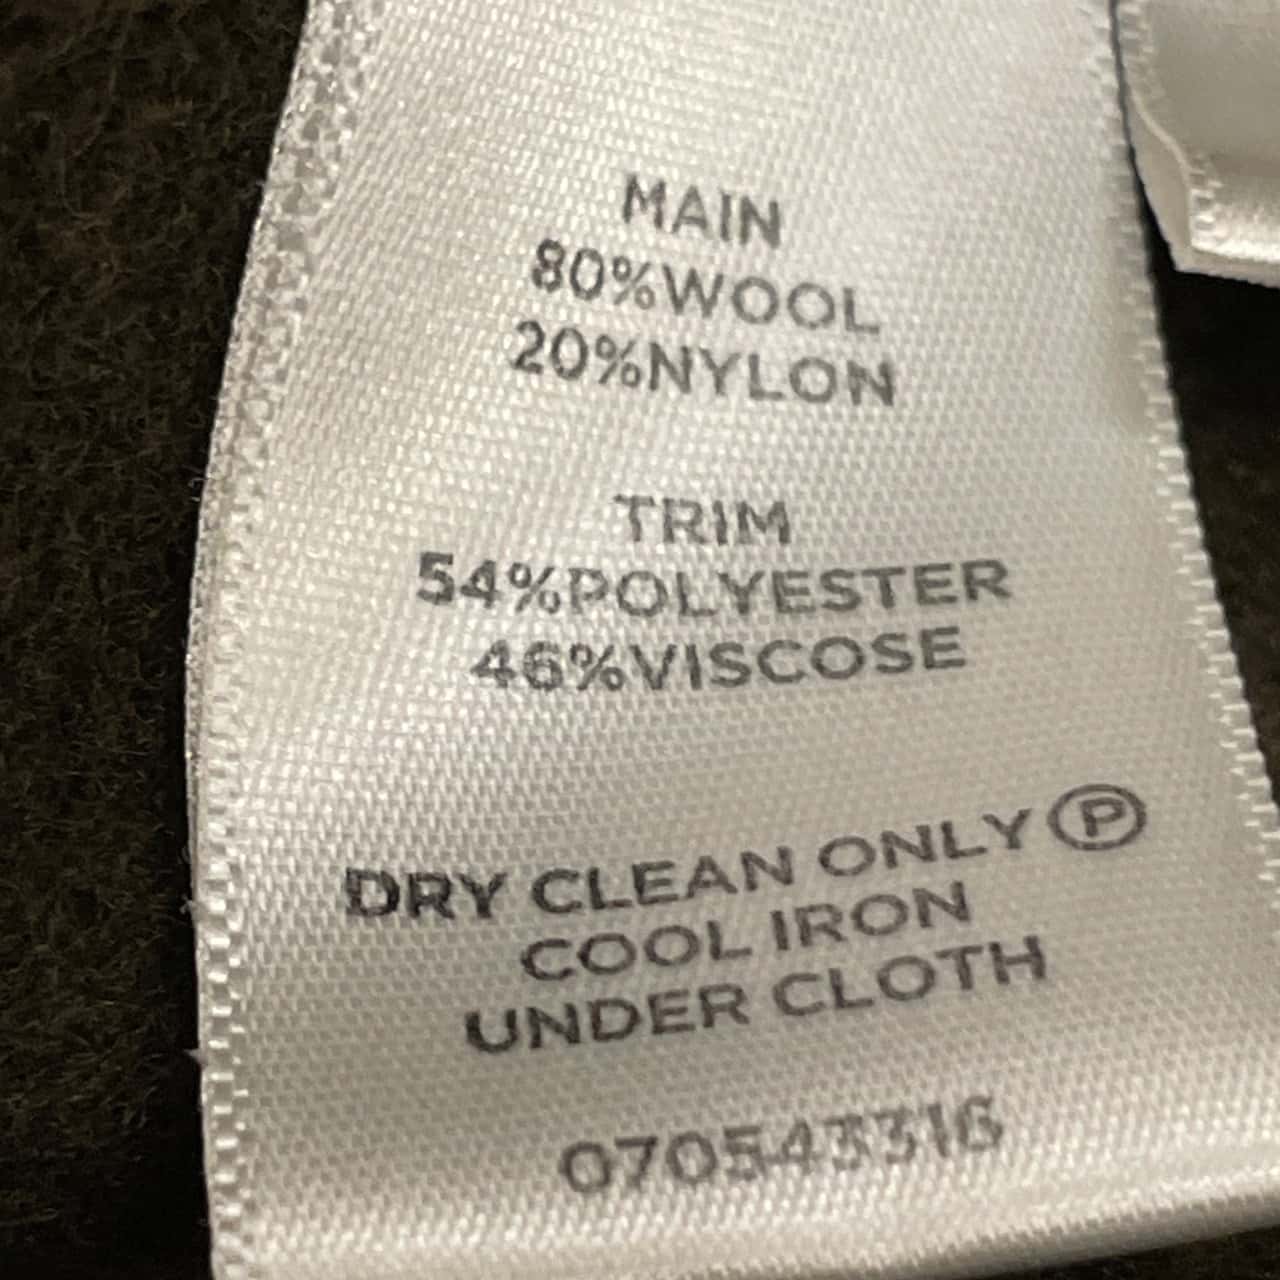 MAIN
80%WOOL
20%NYLON
TRIM
54%POLYESTER
46%VISCOSE
DRY CLEAN ONLY Ⓟ
COOL IRON
UNDER CLOTH
070543316